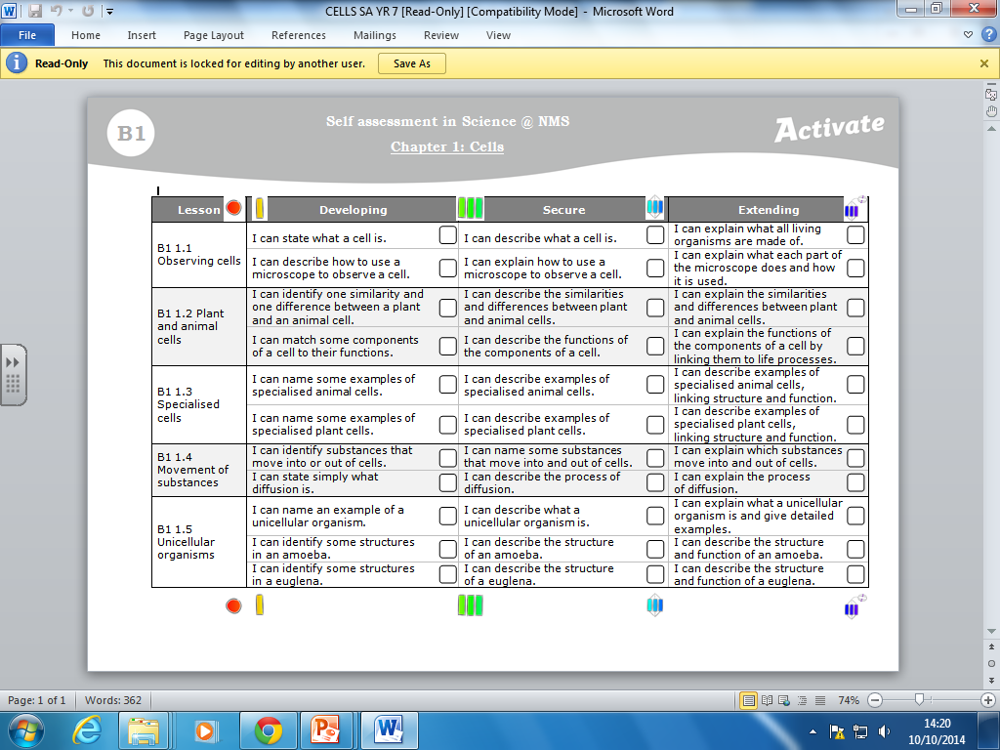 CELLS SA YR 7 [Read-Only] [Compatibility Mode] - Microsoft Word
File Home Insert Page Layout References Mailings Review View
Read-Only This document is locked for editing by another user. Save As
B1
Self assessment in Science @ NMS
Chapter 1: Cells
Activate
Lesson Developing Secure Extending
B1 1.1
Observing cells
I can state what a cell is.
I can describe what a cell is.
I can explain what all living
organisms are made of.
I can describe how to use a
microscope to observe a cell.
I can explain how to use a
microscope to observe a cell.
I can explain what each part of
the microscope does and how
it is used.
B1 1.2 Plant
and animal
cells
I can identify one similarity and
one difference between a plant
and an animal cell.
I can describe the similarities
and differences between plant
and animal cells.
I can explain the similarities
and differences between plant
and animal cells.
I can match some components
of a cell to their functions.
I can describe the functions of
the components of a cell.
I can explain the functions of
the components of a cell by
linking them to life processes.
B1 1.3
Specialised
cells
I can name some examples of
specialised animal cells.
I can describe examples of
specialised animal cells.
I can describe examples of
specialised animal cells,
linking structure and function.
I can name some examples of
specialised plant cells.
I can describe examples of
specialised plant cells.
I can describe examples of
specialised plant cells,
linking structure and function.
B1 1.4
Movement of
substances
I can identify substances that
move into or out of cells.
I can name some substances
that move into and out of cells.
I can explain which substances
move into and out of cells.
I can state simply what
diffusion is.
I can describe the process of
diffusion.
I can explain the process
of diffusion.
B1 1.5
Unicellular
organisms
I can name an example of a
unicellular organism.
I can describe what a
unicellular organism is.
I can explain what a unicellular
organism is and give detailed
examples.
I can identify some structures
in an amoeba.
I can describe the structure
of an amoeba.
I can describe the structure
and function of an amoeba.
I can identify some structures
in a euglena.
I can describe the structure
of a euglena.
I can describe the structure
and function of a euglena.
Page: 1 of 1 Words: 362 74%
14:20
10/10/2014